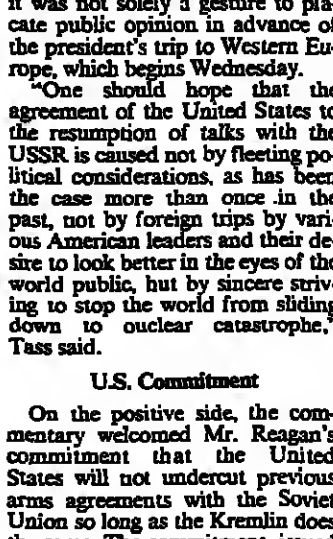 it was not solely a gesture to pla-
cate public opinion in advance of
the president's trip to Western Eu-
rope, which begins Wednesday.
"One should hope that the
agreement of the United States to
the resumption of talks with the
USSR is caused not by fleeting po-
litical considerations, as has been
the case more than once .in the
past, not by foreign trips by vari-
ous American leaders and their de-
sire to look better in the eyes of the
world public, hut by sincere striv-
ing to stop the world from sliding
down to ouclear catastrophe,"
Tass said.
U.S. Commitment
On the positive side, the com-
mentary welcomed Mr. Reagan's
commitment that the United
States will not undercut previous
arms agreements with the Soviet
Union so long as the Kremlin does